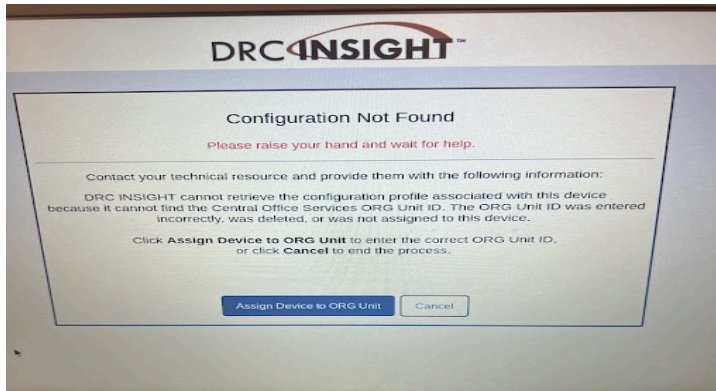 DRC INSIGHT™
Configuration Not Found
Please raise your hand and wait for help.
Contact your technical resource and provide them with the following information:
DRC INSIGHT cannot retrieve the configuration profile associated with this device
because it cannot find the Central Office Services ORG Unit ID. The ORG Unit ID was entered
incorrectly, was deleted, or was not assigned to this device.
Click Assign Device to ORG Unit to enter the correct ORG Unit ID,
or click Cancel to end the process.
Assign Device to ORG Unit
Cancel